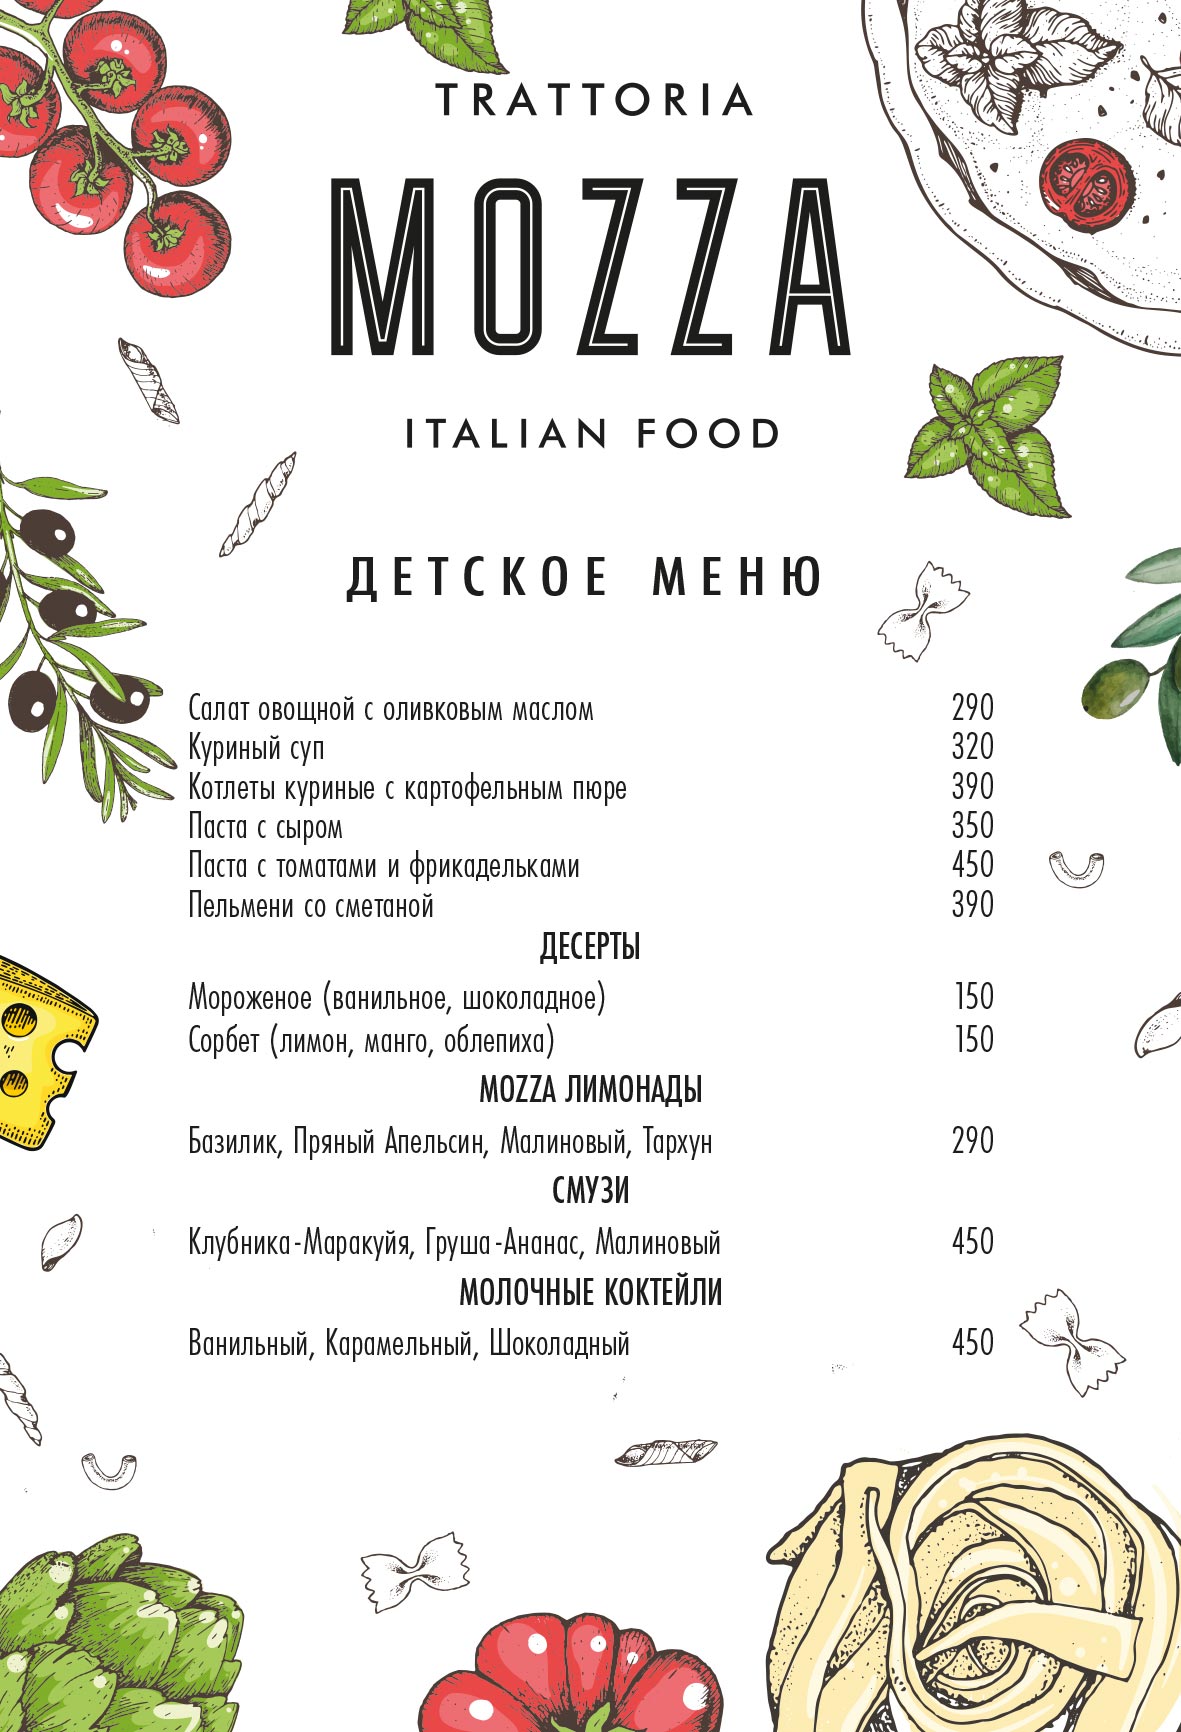 TRATTORIA
MOZZA
ITALIAN FOOD
ДЕТСКОЕ МЕНЮ
Салат овощной с оливковым маслом 290
Куриный суп 320
Котлеты куриные с картофельным пюре 390
Паста с сыром 350
Паста с томатами и фрикадельками 450
Пельмени со сметаной 390
ДЕСЕРТЫ
Мороженое (ванильное, шоколадное) 150
Сорбет (лимон, манго, облепиха) 150
MOZZA ЛИМОНАДЫ
Базилик, Пряный Апельсин, Малиновый, Тархун 290
СМУЗИ
Клубника-Маракуйя, Груша-Ананас, Малиновый 450
МОЛОЧНЫЕ КОКТЕЙЛИ
Ванильный, Карамельный, Шоколадный 450